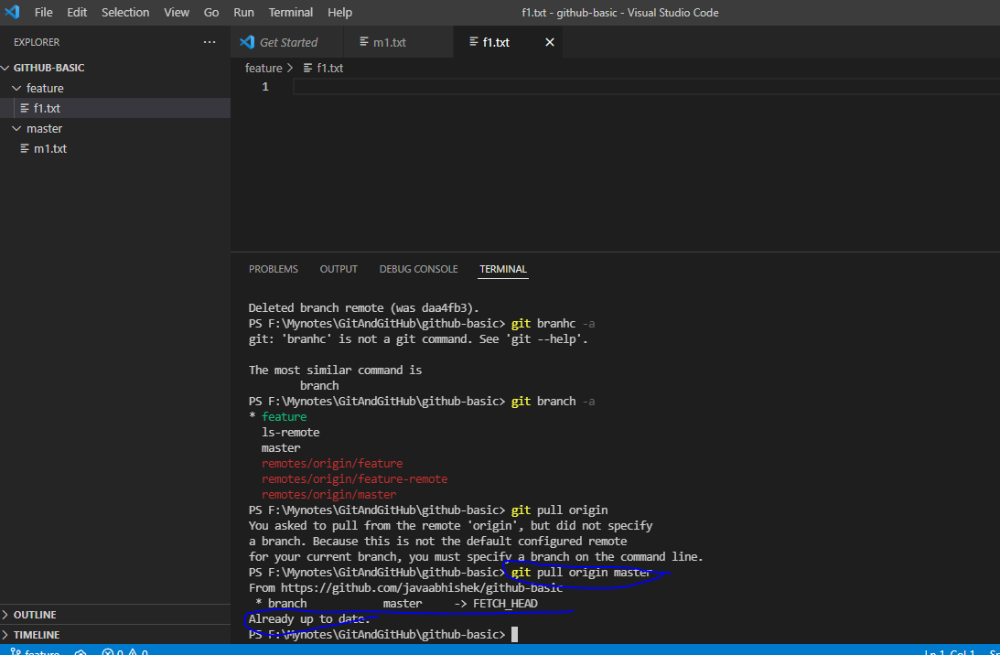 File Edit Selection View Go Run Terminal Help f1.txt - github-basic - Visual Studio Code
EXPLORER ...
GITHUB-BASIC
feature
f1.txt
master
m1.txt
OUTLINE
TIMELINE
Get Started m1.txt f1.txt
feature > f1.txt
1
PROBLEMS OUTPUT DEBUG CONSOLE TERMINAL
Deleted branch remote (was daa4fb3).
PS F:\Mynotes\GitAndGitHub\github-basic> git branhc -a
git: 'branhc' is not a git command. See 'git --help'.
The most similar command is
branch
PS F:\Mynotes\GitAndGitHub\github-basic> git branch -a
* feature
ls-remote
master
remotes/origin/feature
remotes/origin/feature-remote
remotes/origin/master
PS F:\Mynotes\GitAndGitHub\github-basic> git pull origin
You asked to pull from the remote 'origin', but did not specify
a branch. Because this is not the default configured remote
for your current branch, you must specify a branch on the command line.
PS F:\Mynotes\GitAndGitHub\github-basic> git pull origin master
From https://github.com/javaabhishek/github-basic
* branch master -> FETCH_HEAD
Already up to date.
PS F:\Mynotes\GitAndGitHub\github-basic>
feature 0 0 Ln 1, Col 1